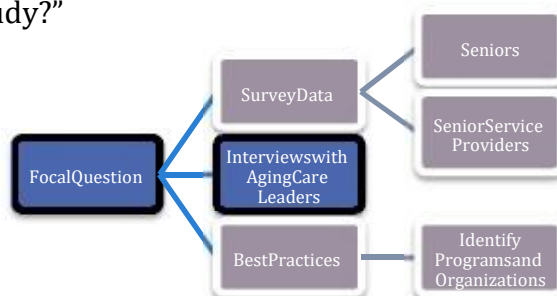 udy?”
Seniors
SurveyData
SeniorService
Providers
Interviewswith
AgingCare
Leaders
FocalQuestion
BestPractices
Identify
Programsand
Organizations